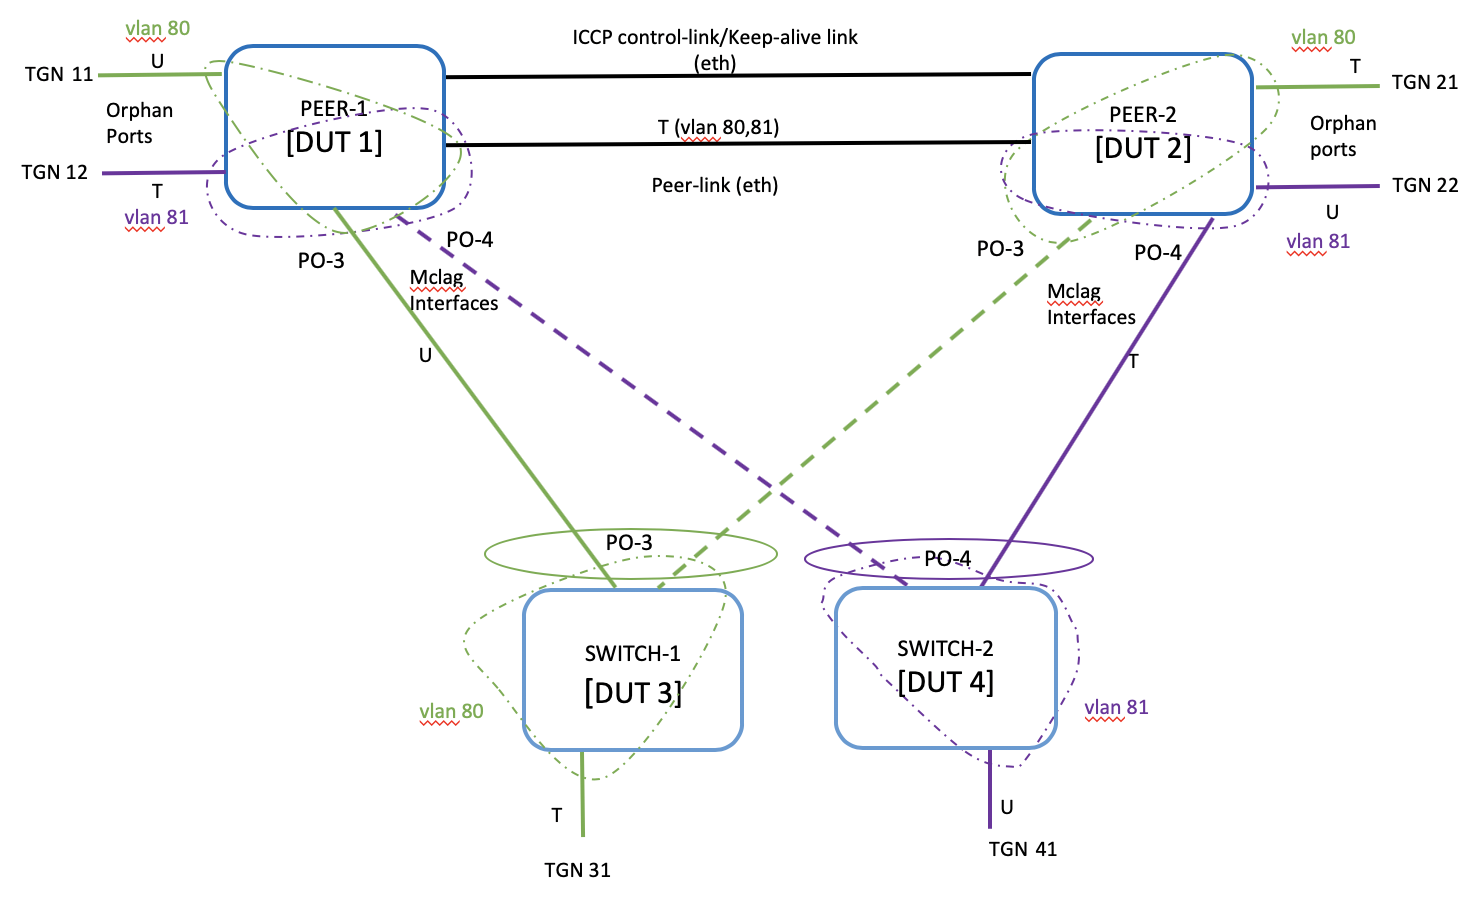 vlan 80
U
TGN 11
Orphan
Ports
TGN 12
T
vlan 81
PEER-1
[DUT 1]
ICCP control-link/Keep-alive link
(eth)
T (vlan 80,81)
Peer-link (eth)
PEER-2
[DUT 2]
vlan 80
T
TGN 21
Orphan
ports
TGN 22
U
vlan 81
PO-3
PO-4
Mclag
Interfaces
U
PO-3
PO-4
Mclag
Interfaces
T
PO-3
PO-4
SWITCH-1
[DUT 3]
vlan 80
SWITCH-2
[DUT 4]
vlan 81
T
TGN 31
U
TGN 41